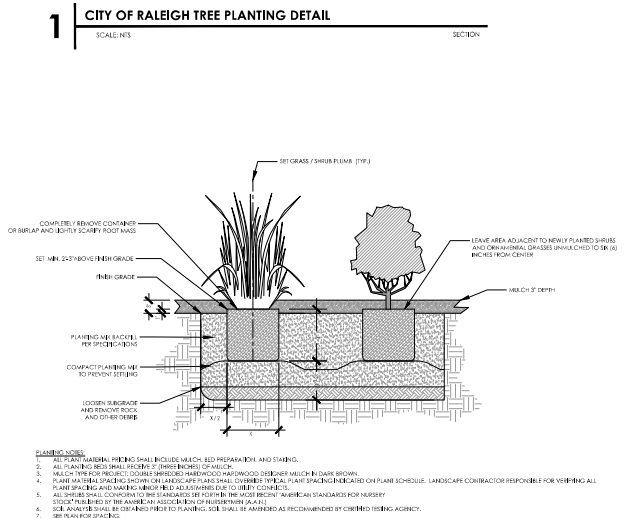 1
CITY OF RALEIGH TREE PLANTING DETAIL
SCALE: NTS
SECTION
SET GRASS / SHRUB PLUMB (TYP.)
COMPLETELY REMOVE CONTAINER
OR BURLAP AND LIGHTLY SCARIFY ROOT MASS
LEAVE AREA ADJACENT TO NEWLY PLANTED SHRUBS
AND ORNAMENTAL GRASSES UNMULCHED TO SIX (6)
INCHES FROM CENTER
SET MIN. 2"-3"ABOVE FINISH GRADE
FINISH GRADE
MULCH 3" DEPTH
PLANTING MIX BACKFILL
PER SPECIFICATIONS
COMPACT PLANTING MIX
TO PREVENT SETTLING
LOOSEN SUBGRADE
AND REMOVE ROCK
AND OTHER DEBRIS
X/2
X
PLANTING NOTES:
1. ALL PLANT MATERIAL PRICING SHALL INCLUDE MULCH, BED PREPARATION, AND STAKING.
2. ALL PLANTING BEDS SHALL RECEIVE 3" (THREE INCHES) OF MULCH.
3. MULCH TYPE FOR PROJECT: DOUBLE SHREDDED HARDWOOD HARDWOOD DESIGNER MULCH IN DARK BROWN.
4. PLANT MATERIAL SPACING SHOWN ON LANDSCAPE PLANS SHALL OVERRIDE TYPICAL PLANT SPACING INDICATED ON PLANT SCHEDULE. LANDSCAPE CONTRACTOR RESPONSIBLE FOR VERIFYING ALL
PLANT SPACING AND MAKING MINOR FIELD ADJUSTMENTS DUE TO UTILITY CONFLICTS.
5. ALL SHRUBS SHALL CONFORM TO THE STANDARDS SET FORTH IN THE MOST RECENT "AMERICAN STANDARDS FOR NURSERY
STOCK" PUBLISHED BY THE AMERICAN ASSOCIATION OF NURSERYMEN (A.A.N.)
6. SOIL ANALYSIS SHALL BE OBTAINED PRIOR TO PLANTING. SOIL SHALL BE AMENDED AS RECOMMENDED BY CERTIFIED TESTING AGENCY.
7. SEE PLAN FOR SPACING.